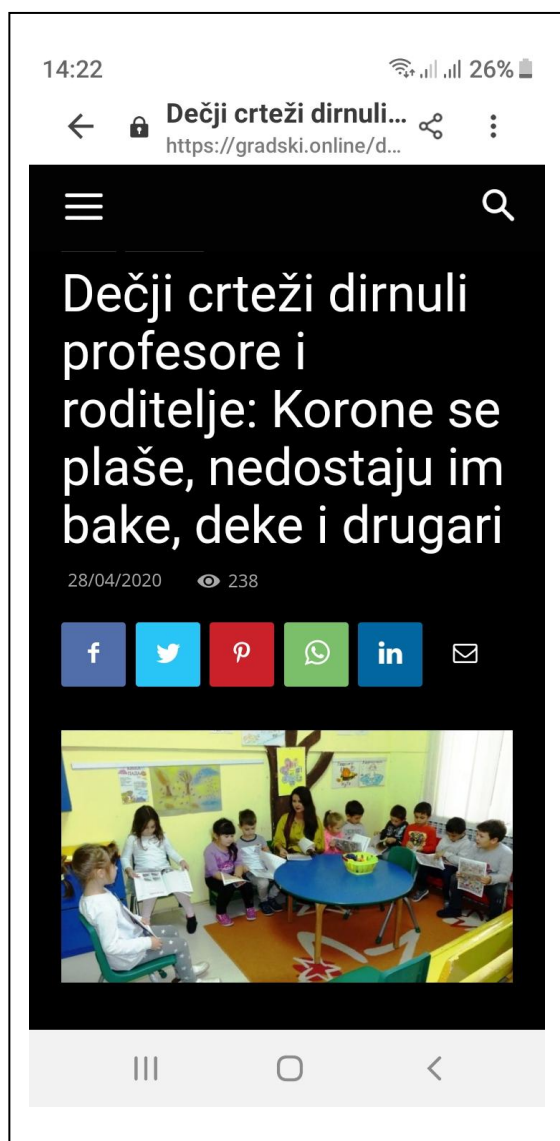 14:22
26%
Dečji crteži dirnuli...
https://gradski.online/d...
Dečji crteži dirnuli
profesore i
roditelje: Korone se
plaše, nedostaju im
bake, deke i drugari
28/04/2020 238
f in